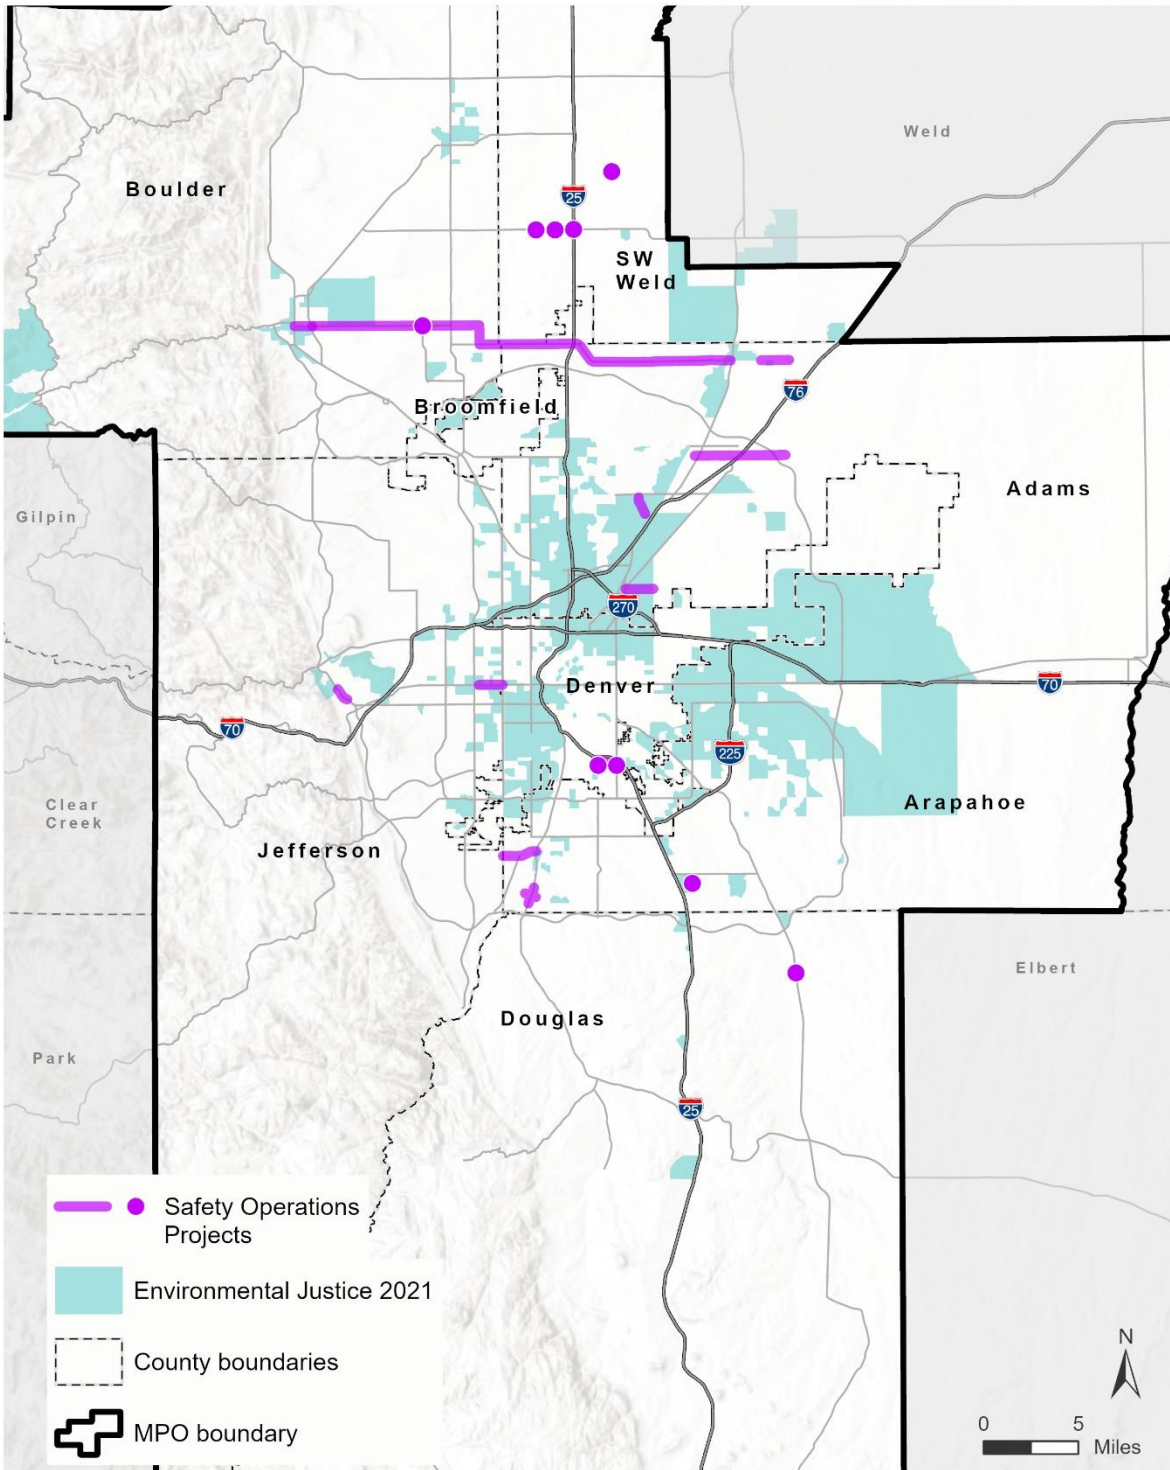 Weld
Boulder
25
SW
Weld
76
Broomfield
Adams
Gilpin
270
Denver
70
70
225
Clear
Creek
Arapahoe
Jefferson
Elbert
Douglas
Park
25
Safety Operations
Projects
Environmental Justice 2021
County boundaries
MPO boundary
N
0 5
Miles